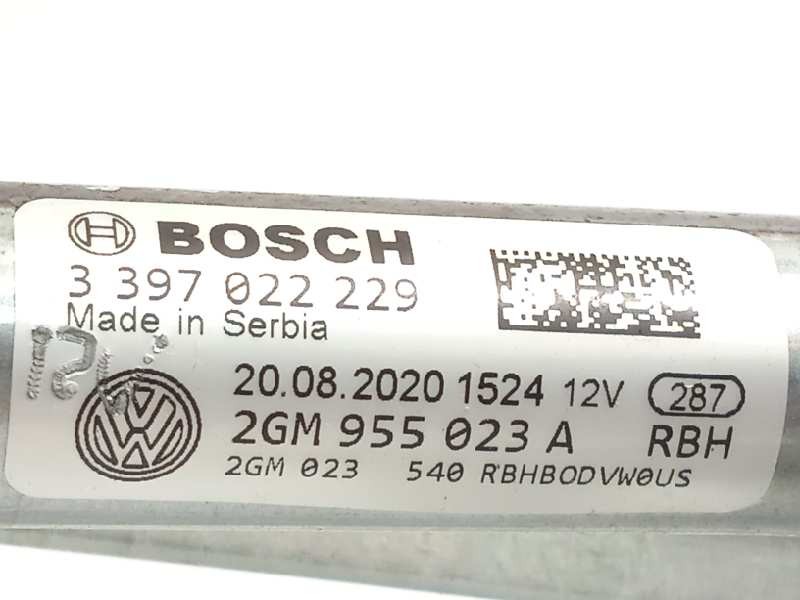 BOSCH
3 397 022 229
Made in Serbia
20.08.2020 1524 12V 287
2GM 955 023 A RBH
2GM 023 540 RBHBODVW0US